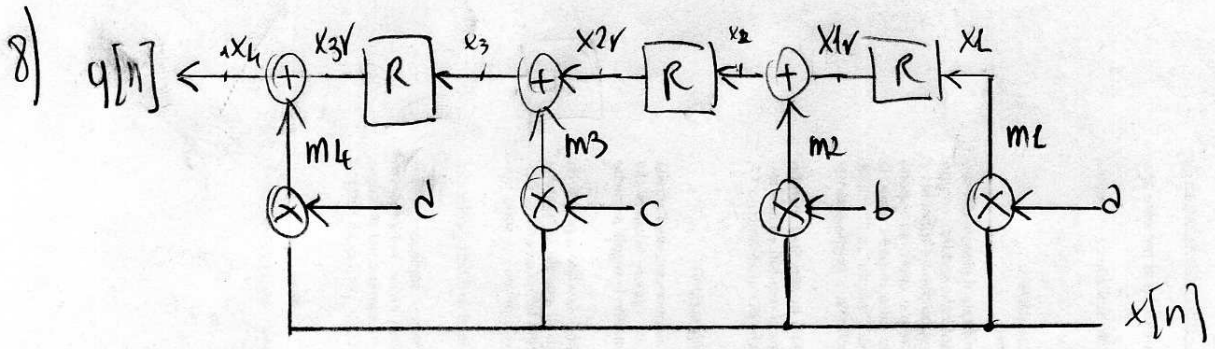 8) y[n] x4 + x3r R x3 + x2r R x2 + x1r R x1
m4 m3 m2 m1
× d × c × b × a
x[n]